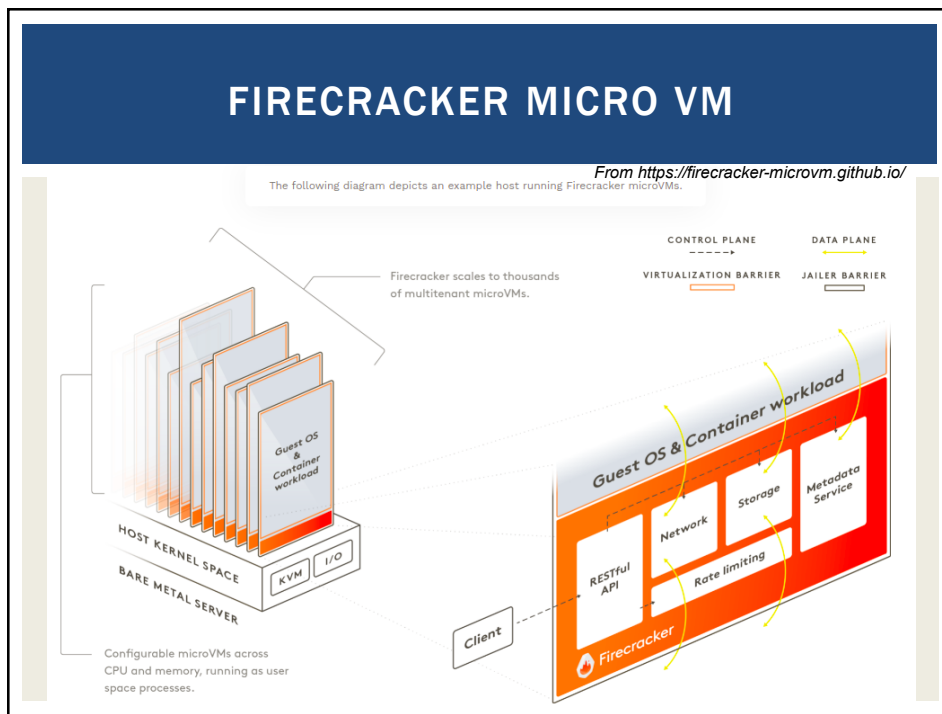 FIRECRACKER MICRO VM
From https://firecracker-microvm.github.io/
The following diagram depicts an example host running Firecracker microVMs.
CONTROL PLANE
DATA PLANE
VIRTUALIZATION BARRIER
JAILER BARRIER
Firecracker scales to thousands
of multitenant microVMs.
Guest OS
&
Container
workload
HOST KERNEL SPACE
KVM
I/O
BARE METAL SERVER
Configurable microVMs across
CPU and memory, running as user
space processes.
Guest OS & Container workload
RESTful
API
Network
Storage
Metadata
Service
Rate limiting
Client
Firecracker